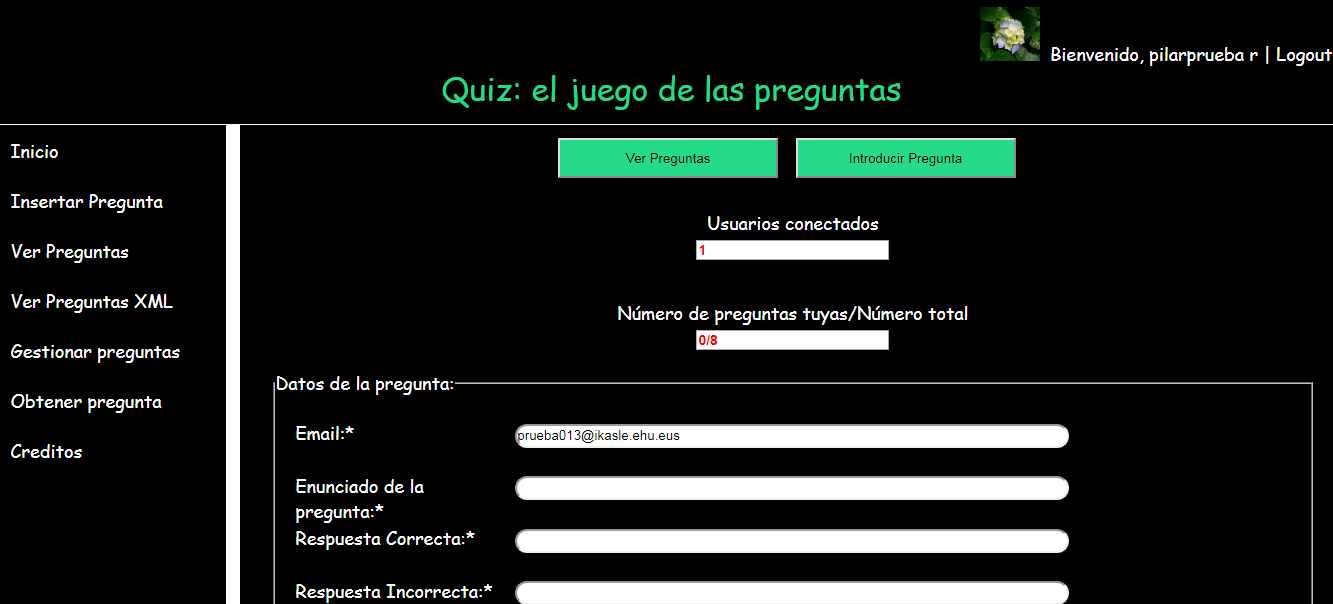 Bienvenido, pilarprueba r | Logout
Quiz: el juego de las preguntas
Inicio
Insertar Pregunta
Ver Preguntas
Ver Preguntas XML
Gestionar preguntas
Obtener pregunta
Creditos
Ver Preguntas
Introducir Pregunta
Usuarios conectados
1
Número de preguntas tuyas/Número total
0/8
Datos de la pregunta:
Email:*
prueba013@ikasle.ehu.eus
Enunciado de la
pregunta:*
Respuesta Correcta:*
Respuesta Incorrecta:*